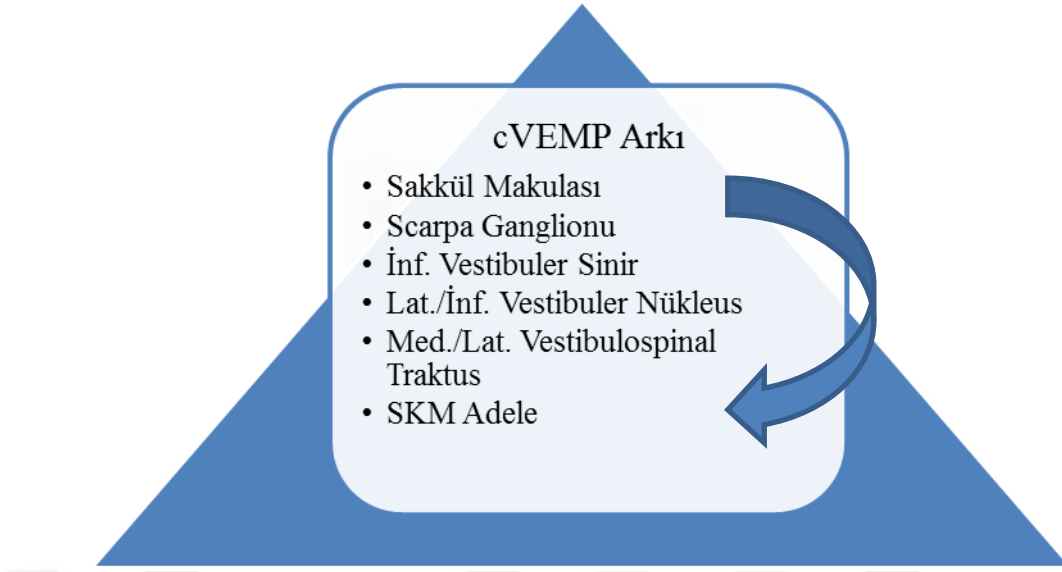 cVEMP Arkı
• Sakkül Makulası
• Scarpa Ganglionu
• İnf. Vestibuler Sinir
• Lat./İnf. Vestibuler Nükleus
• Med./Lat. Vestibulospinal
Traktus
• SKM Adele